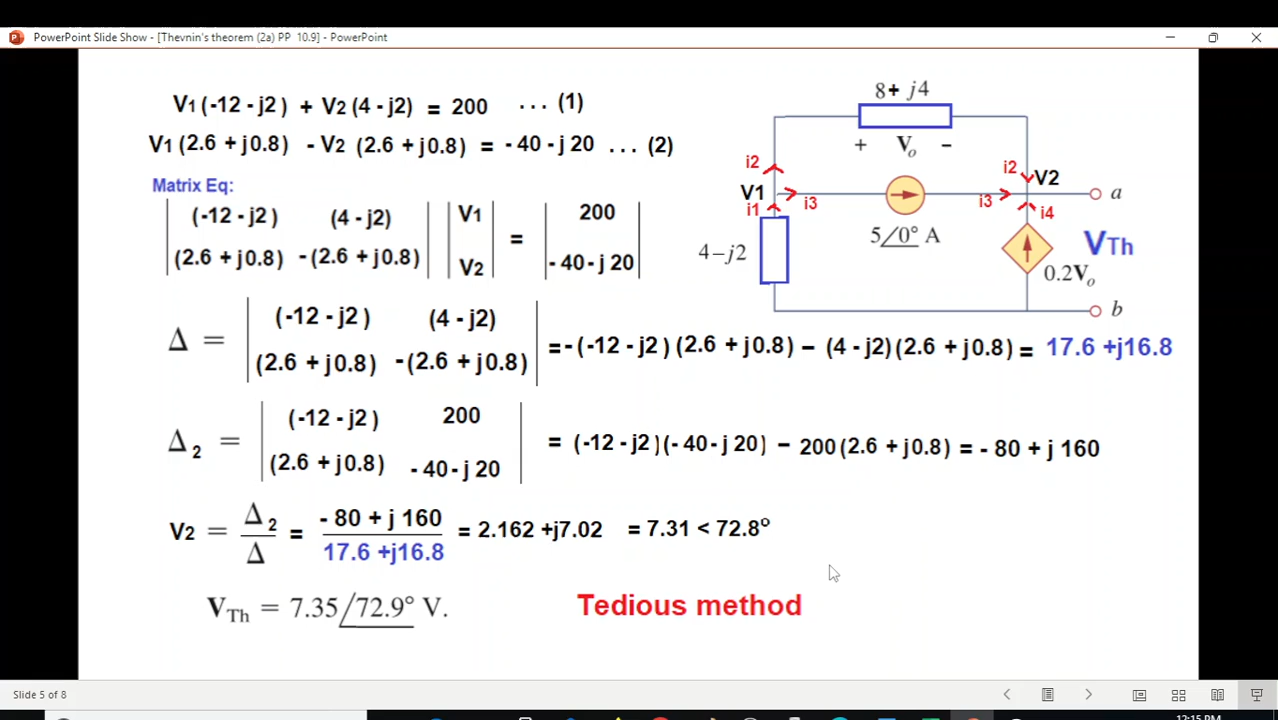 PowerPoint Slide Show - [Thevnin's theorem (2a) PP 10.9] - PowerPoint
V1 (-12 - j2 ) + V2 (4 - j2) = 200 ... (1)
V1 (2.6 + j0.8) - V2 (2.6 + j0.8) = - 40 - j 20 ... (2)
Matrix Eq:
(-12 - j2 ) (4 - j2) V1 = 200
(2.6 + j0.8) -(2.6 + j0.8) V2 - 40 - j 20
8+ j4
+ Vo −
i2 i2 V2
V1 i1 i3 i3 i4 a
4−j2 5/0° A VTh
0.2Vo
b
Δ = (-12 - j2 ) (4 - j2) = - (-12 - j2 ) (2.6 + j0.8) − (4 - j2)(2.6 + j0.8) = 17.6 +j16.8
(2.6 + j0.8) -(2.6 + j0.8)
Δ2 = (-12 - j2) 200 = (-12 - j2 )(- 40 - j 20) − 200 (2.6 + j0.8) = - 80 + j 160
(2.6 + j0.8) - 40 - j 20
V2 = Δ2 / Δ = - 80 + j 160 / 17.6 +j16.8 = 2.162 +j7.02 = 7.31 < 72.8º
VTh = 7.35/72.9° V.
Tedious method
Slide 5 of 8
12:15 PM